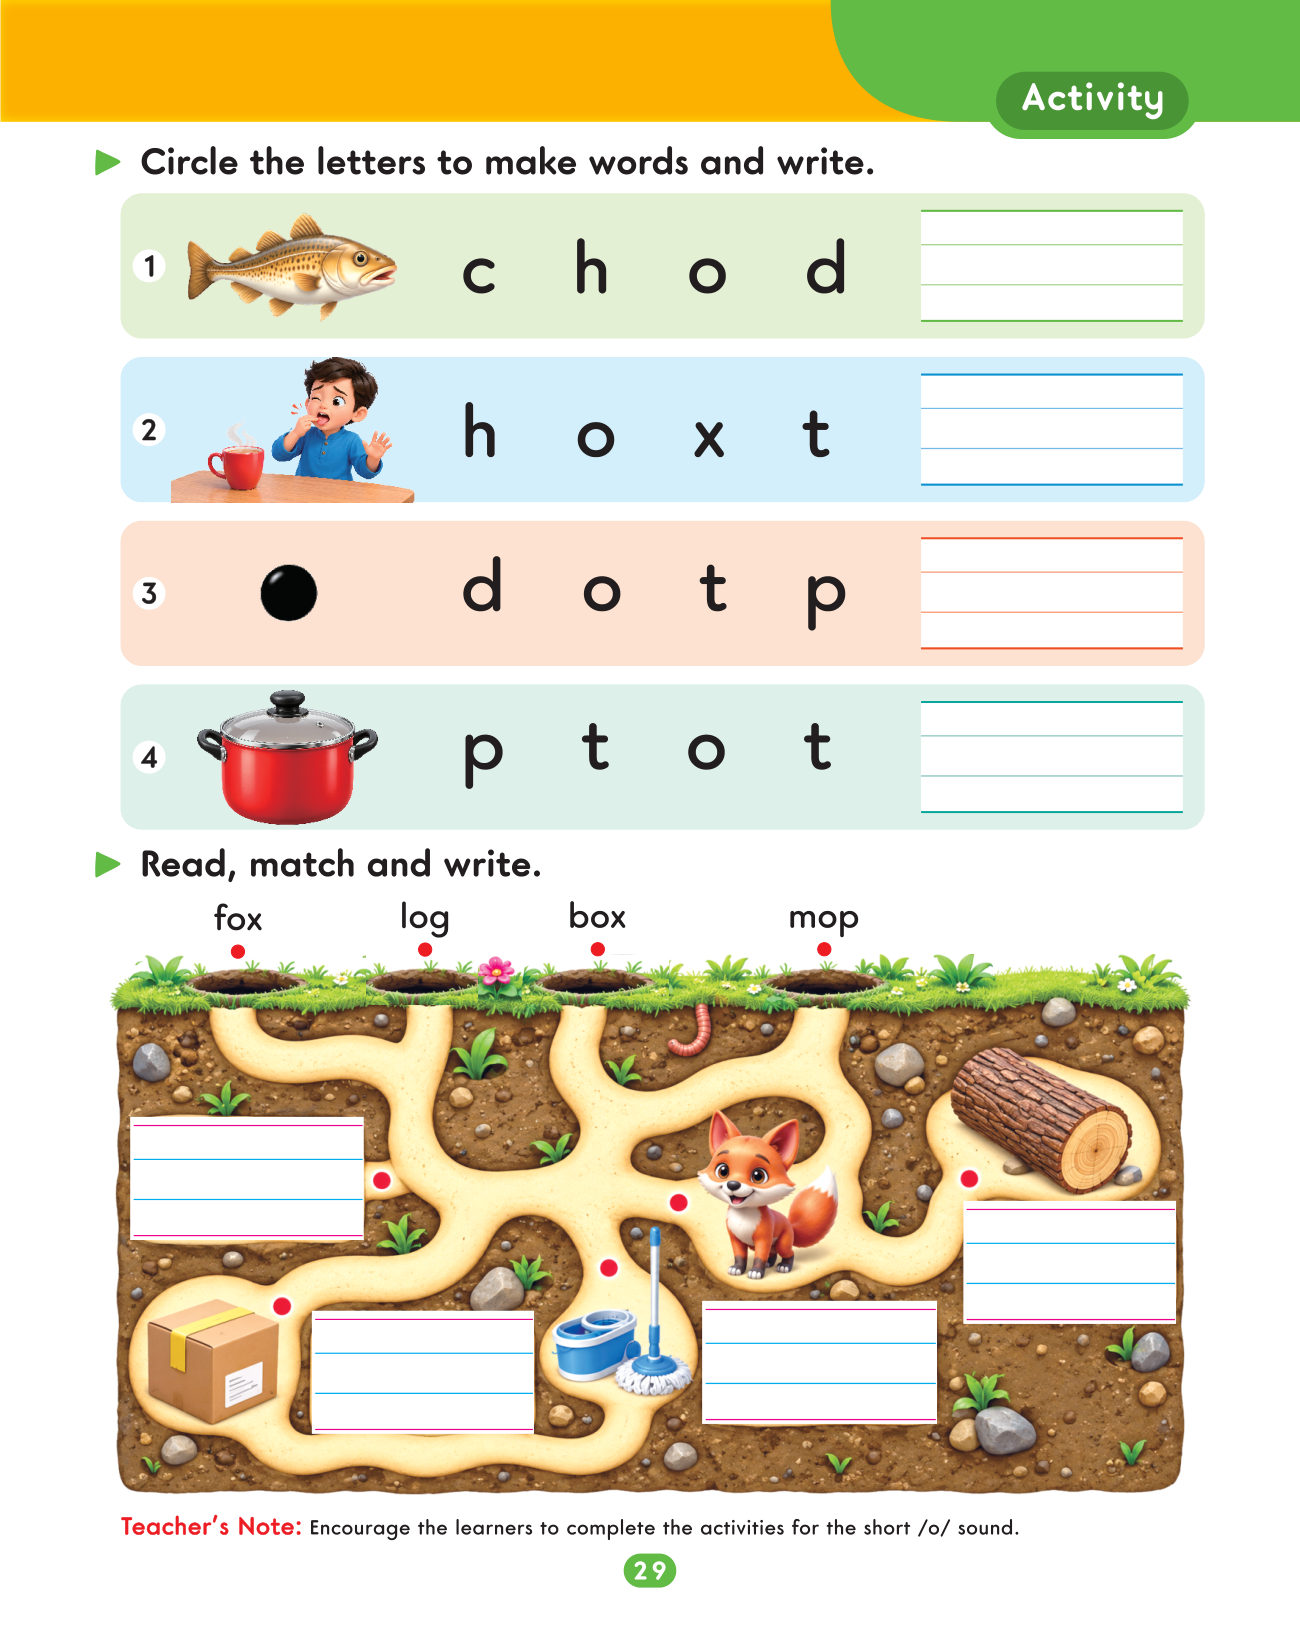 Activity
Circle the letters to make words and write.
1 c h o d
2 h o x t
3 d o t p
4 p t o t
Read, match and write.
fox log box mop
Teacher's Note: Encourage the learners to complete the activities for the short /o/ sound.
29